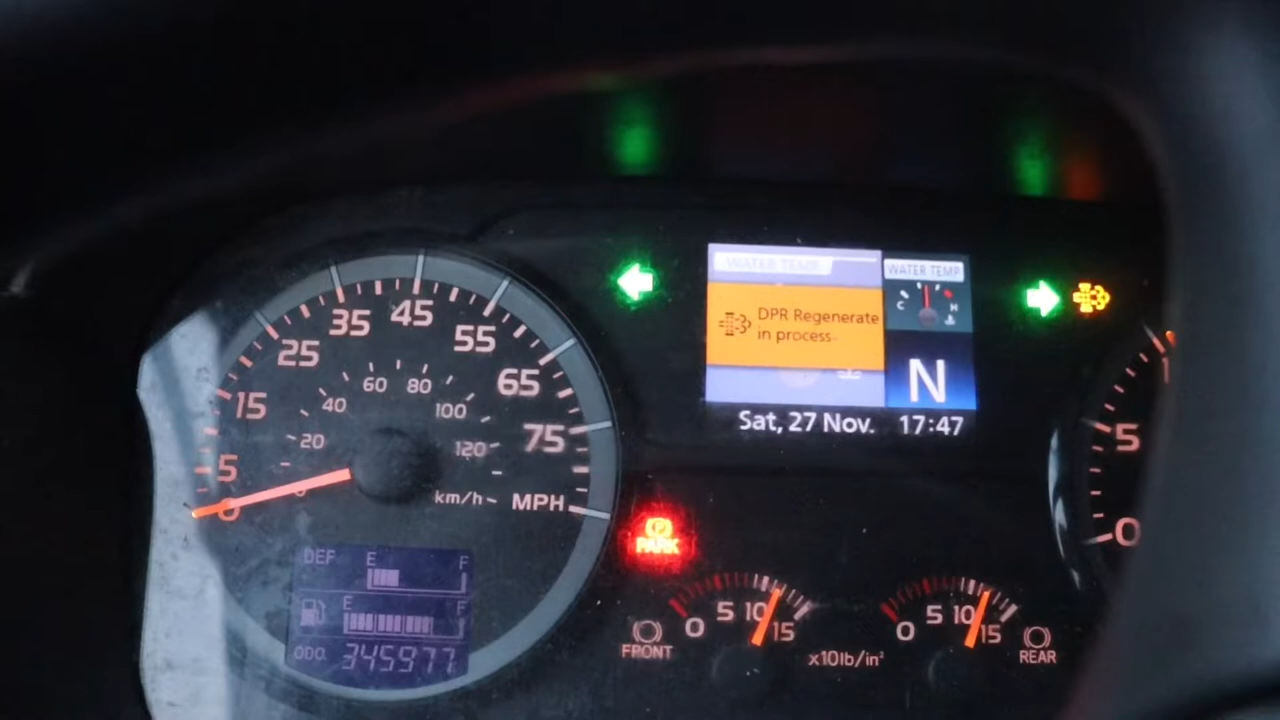 WATER TEMP
WATER TEMP
C H
DPR Regenerate
in process-
N
Sat, 27 Nov. 17:47
5 15 25 35 45 55 65 75
0
20 40 60 80 100 120
km/h MPH
DEF E F
E F
ODO. 345977
P
PARK
0 5 10 15
FRONT
x10lb/in²
0 5 10 15
REAR
5
0